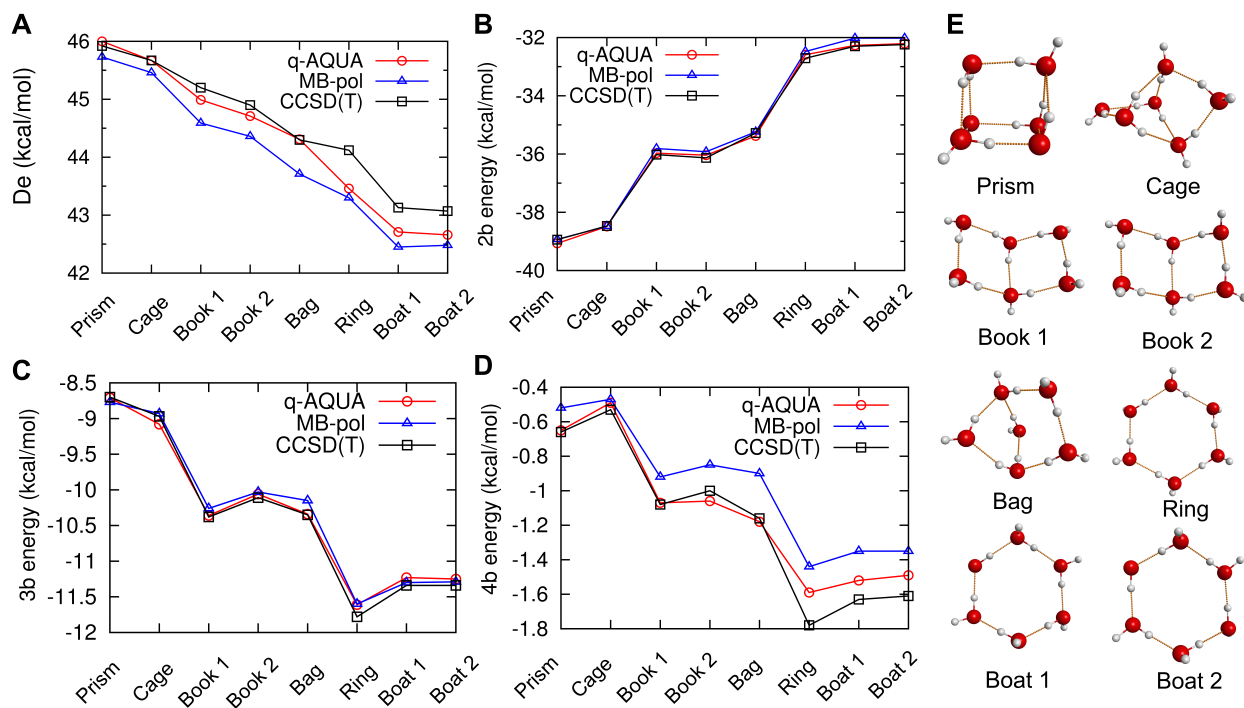 A
De (kcal/mol)
46
45
44
43
42
q-AQUA
MB-pol
CCSD(T)
Prism
Cage
Book 1
Book 2
Bag
Ring
Boat 1
Boat 2
B
2b energy (kcal/mol)
-32
-34
-36
-38
-40
q-AQUA
MB-pol
CCSD(T)
Prism
Cage
Book 1
Book 2
Bag
Ring
Boat 1
Boat 2
C
3b energy (kcal/mol)
-8.5
-9
-9.5
-10
-10.5
-11
-11.5
-12
q-AQUA
MB-pol
CCSD(T)
Prism
Cage
Book 1
Book 2
Bag
Ring
Boat 1
Boat 2
D
4b energy (kcal/mol)
-0.4
-0.6
-0.8
-1
-1.2
-1.4
-1.6
-1.8
q-AQUA
MB-pol
CCSD(T)
Prism
Cage
Book 1
Book 2
Bag
Ring
Boat 1
Boat 2
E
Prism
Cage
Book 1
Book 2
Bag
Ring
Boat 1
Boat 2